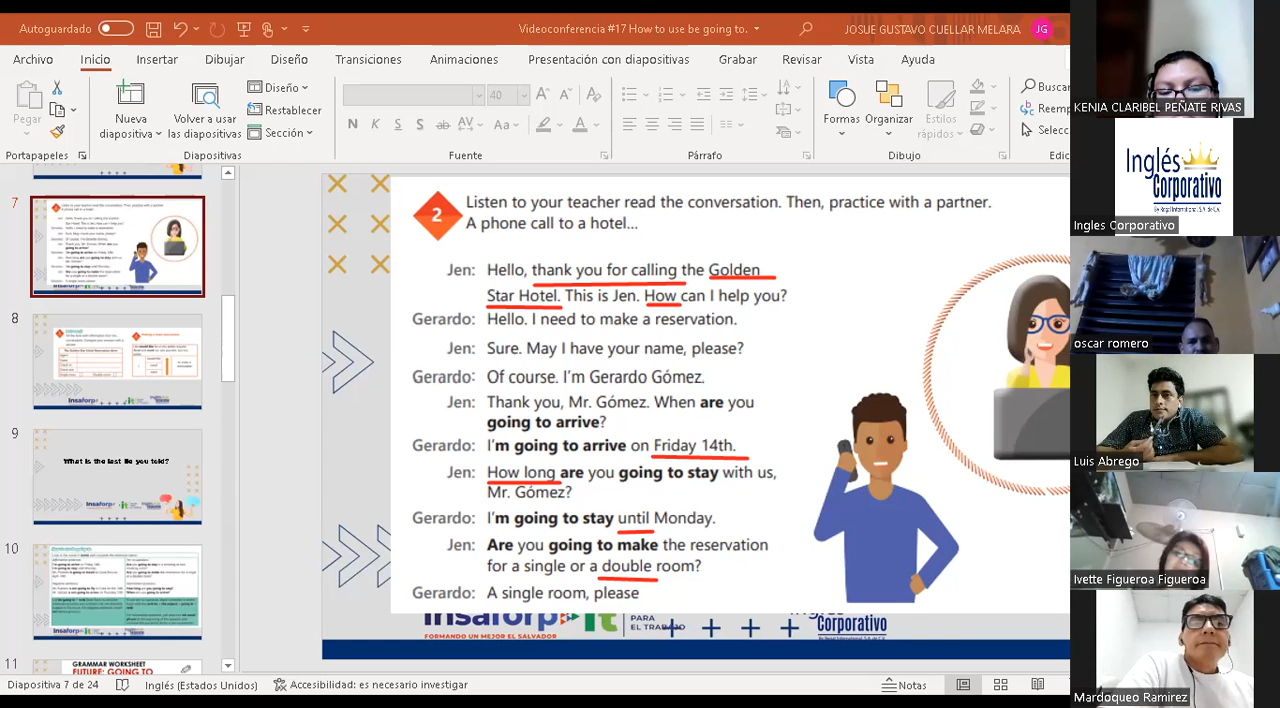 Autoguardado
Videoconferencia #17 How to use be going to.
JOSUE GUSTAVO CUELLAR MELARA
JG
Archivo Inicio Insertar Dibujar Diseño Transiciones Animaciones Presentación con diapositivas Grabar Revisar Vista Ayuda
Pegar
Nueva
diapositiva
Volver a usar
las diapositivas
Diseño
Restablecer
Sección
40
N K S S ab AV Aa
Formas
Organizar
Estilos
rápidos
Buscar
Portapapeles Diapositivas Fuente Párrafo Dibujo
7
8
9
What is the last lie you told?
10
11
GRAMMAR WORKSHEET
FUTURE: GOING TO
2
Listen to your teacher read the conversation. Then, practice with a partner.
A phone call to a hotel...
Jen: Hello, thank you for calling the Golden
Star Hotel. This is Jen. How can I help you?
Gerardo: Hello. I need to make a reservation.
Jen: Sure. May I have your name, please?
Gerardo: Of course. I'm Gerardo Gómez.
Jen: Thank you, Mr. Gómez. When are you
going to arrive?
Gerardo: I'm going to arrive on Friday 14th.
Jen: How long are you going to stay with us,
Mr. Gómez?
Gerardo: I'm going to stay until Monday.
Jen: Are you going to make the reservation
for a single or a double room?
Gerardo: A single room, please
insaforp it
PARA
EL TRABAJO
FORMANDO UN MEJOR EL SALVADOR
Inglés
Corporativo
Diapositiva 7 de 24
Inglés (Estados Unidos)
Accesibilidad: es necesario investigar
Notas
KENIA CLARIBEL PEÑATE RIVAS
Inglés
Corporativo
By Regal International, S.A. de C.V.
Ingles Corporativo
oscar romero
Luis Abrego
Ivette Figueroa Figueroa
Mardoqueo Ramirez